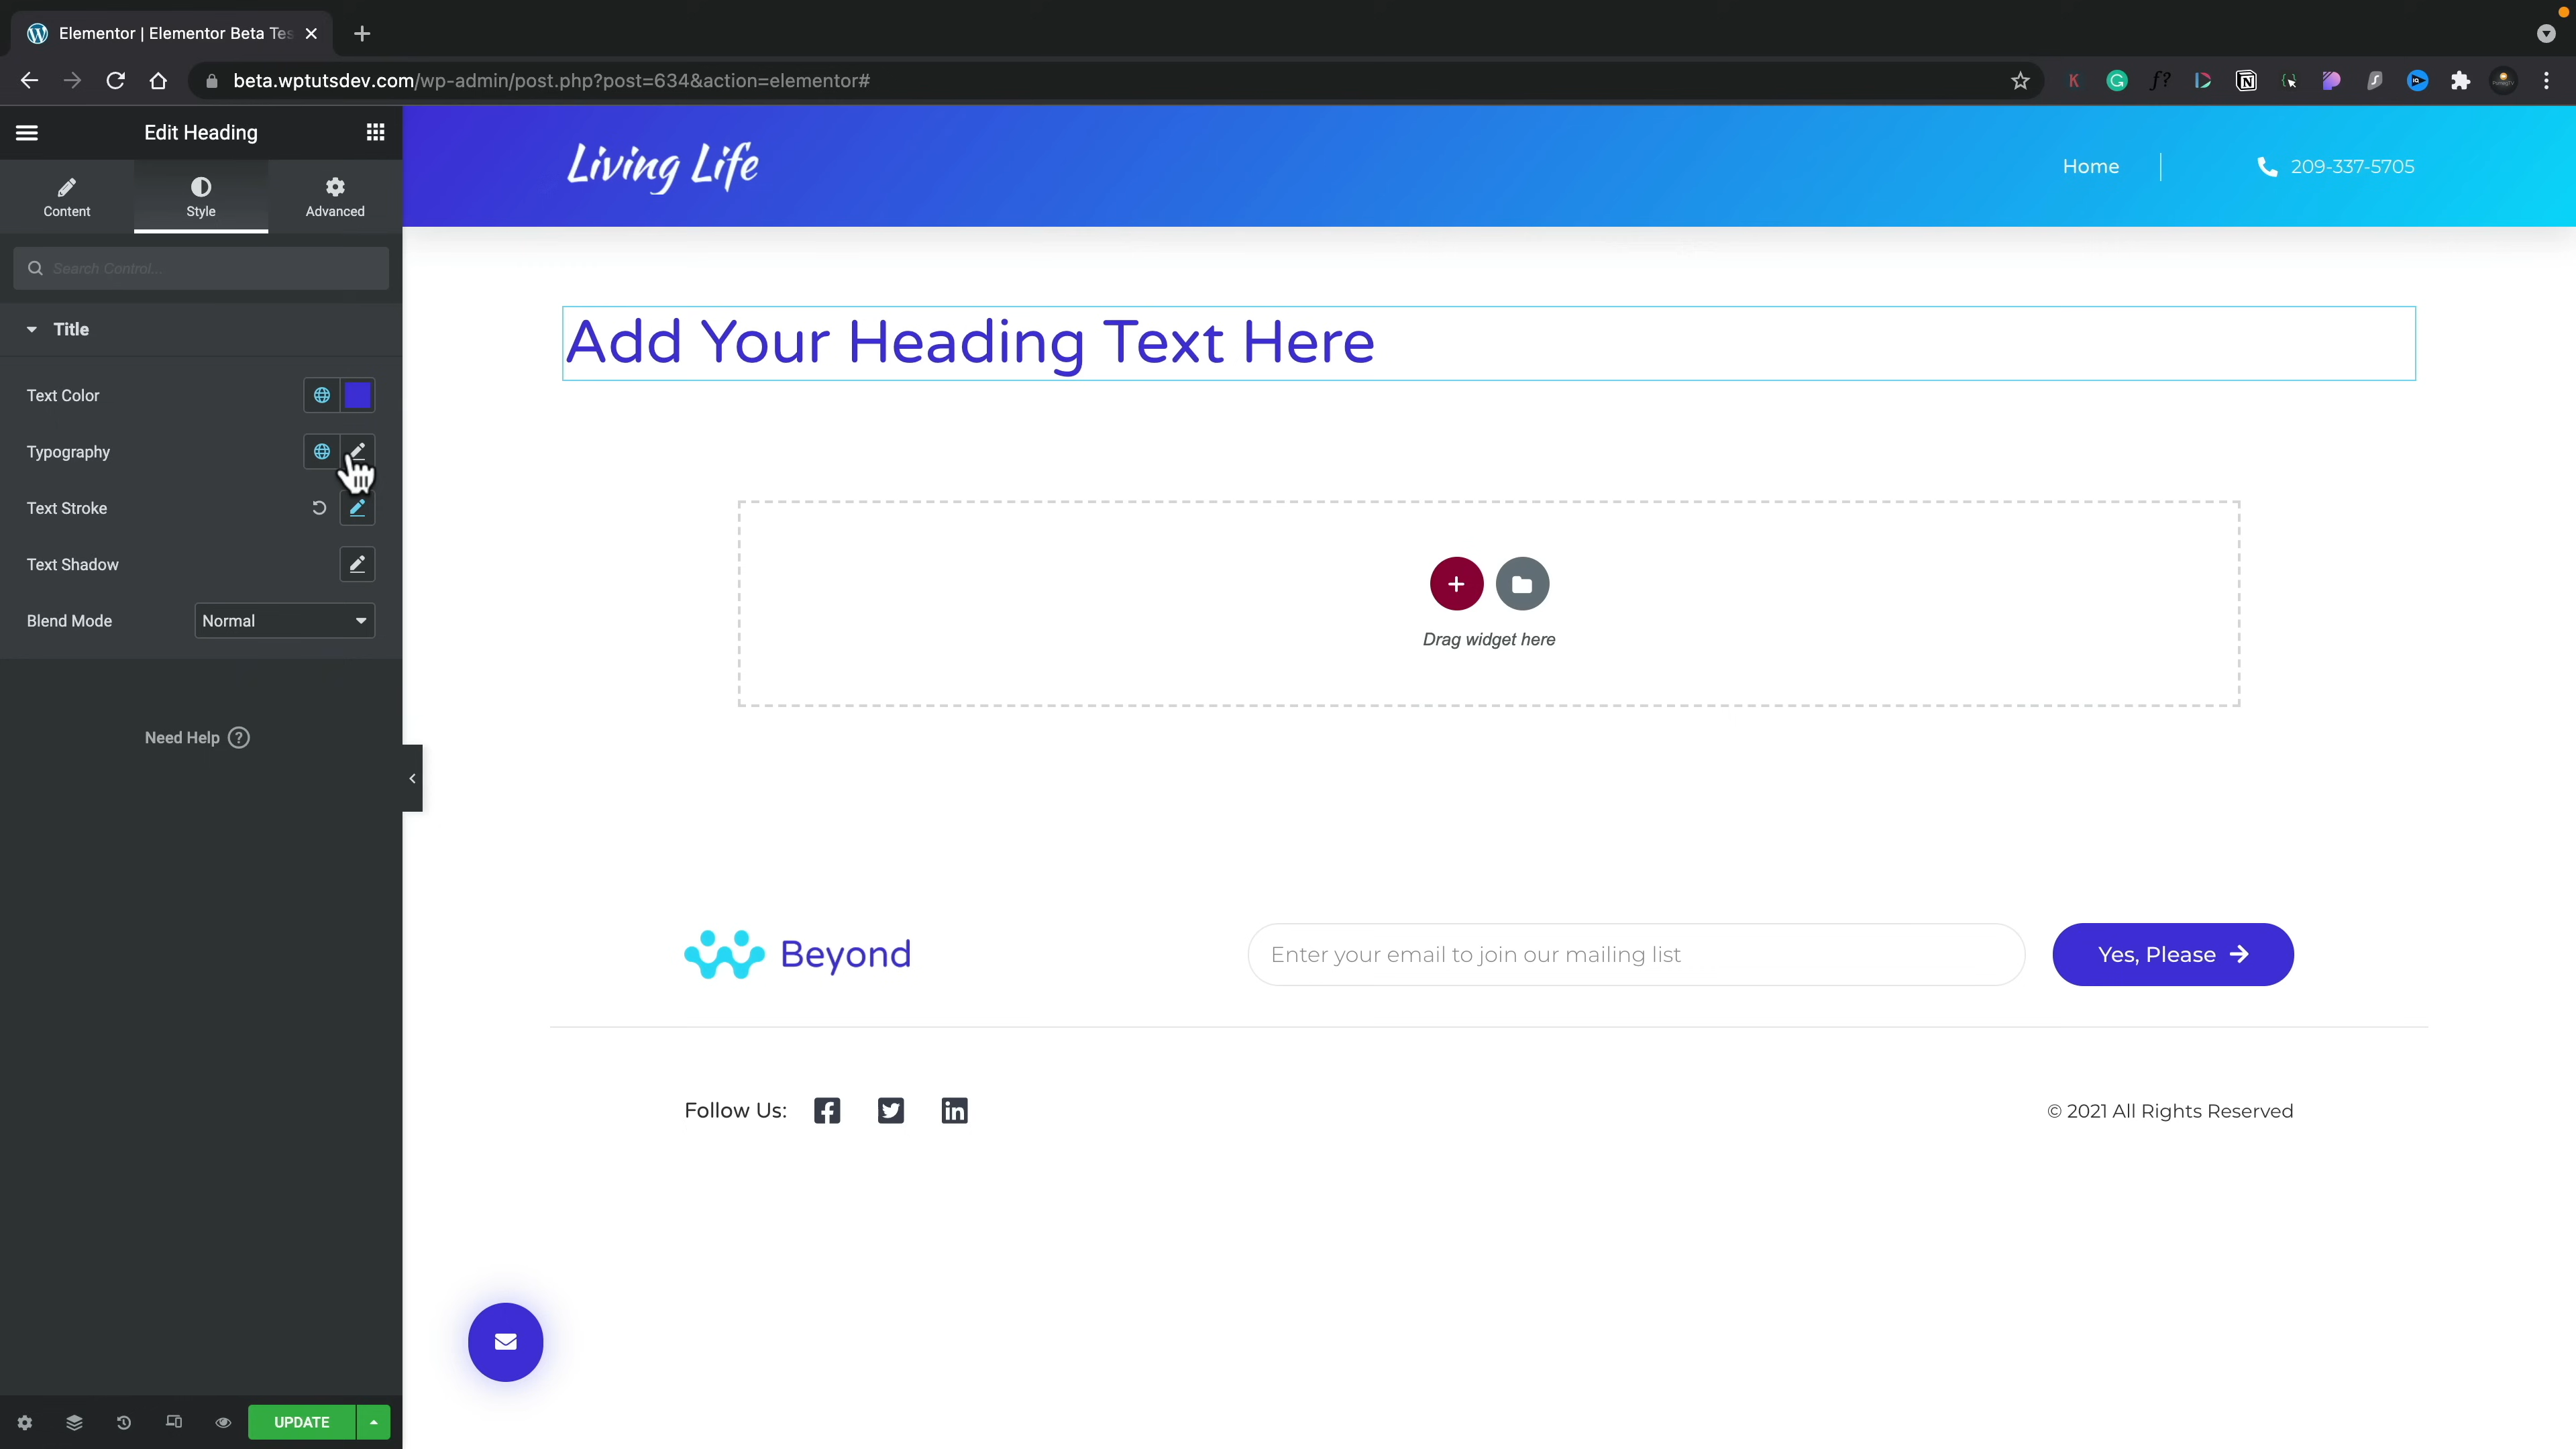 Elementor | Elementor Beta Tes
beta.wptutsdev.com/wp-admin/post.php?post=634&action=elementor#
Edit Heading
Content
Style
Advanced
Search Control...
Title
Text Color
Typography
Text Stroke
Text Shadow
Blend Mode
Normal
Need Help
UPDATE
Living Life
Home
209-337-5705
Add Your Heading Text Here
Drag widget here
Beyond
Enter your email to join our mailing list
Yes, Please
Follow Us:
© 2021 All Rights Reserved